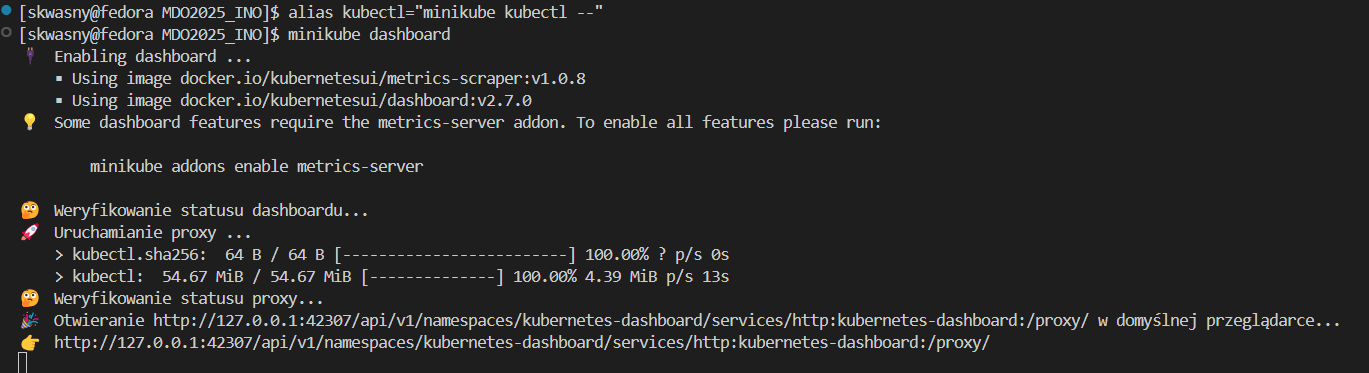 [skwasny@fedora MDO2025_INO]$ alias kubectl="minikube kubectl --"
[skwasny@fedora MDO2025_INO]$ minikube dashboard
🔌  Enabling dashboard ...
    ▪ Using image docker.io/kubernetesui/metrics-scraper:v1.0.8
    ▪ Using image docker.io/kubernetesui/dashboard:v2.7.0
💡  Some dashboard features require the metrics-server addon. To enable all features please run:
        minikube addons enable metrics-server
🤔  Weryfikowanie statusu dashboardu...
🚀  Uruchamianie proxy ...
    > kubectl.sha256:  64 B / 64 B [-------------------------] 100.00% ? p/s 0s
    > kubectl:  54.67 MiB / 54.67 MiB [--------------] 100.00% 4.39 MiB p/s 13s
🤔  Weryfikowanie statusu proxy...
🎉  Otwieranie http://127.0.0.1:42307/api/v1/namespaces/kubernetes-dashboard/services/http:kubernetes-dashboard:/proxy/ w domyślnej przeglądarce...
👉  http://127.0.0.1:42307/api/v1/namespaces/kubernetes-dashboard/services/http:kubernetes-dashboard:/proxy/